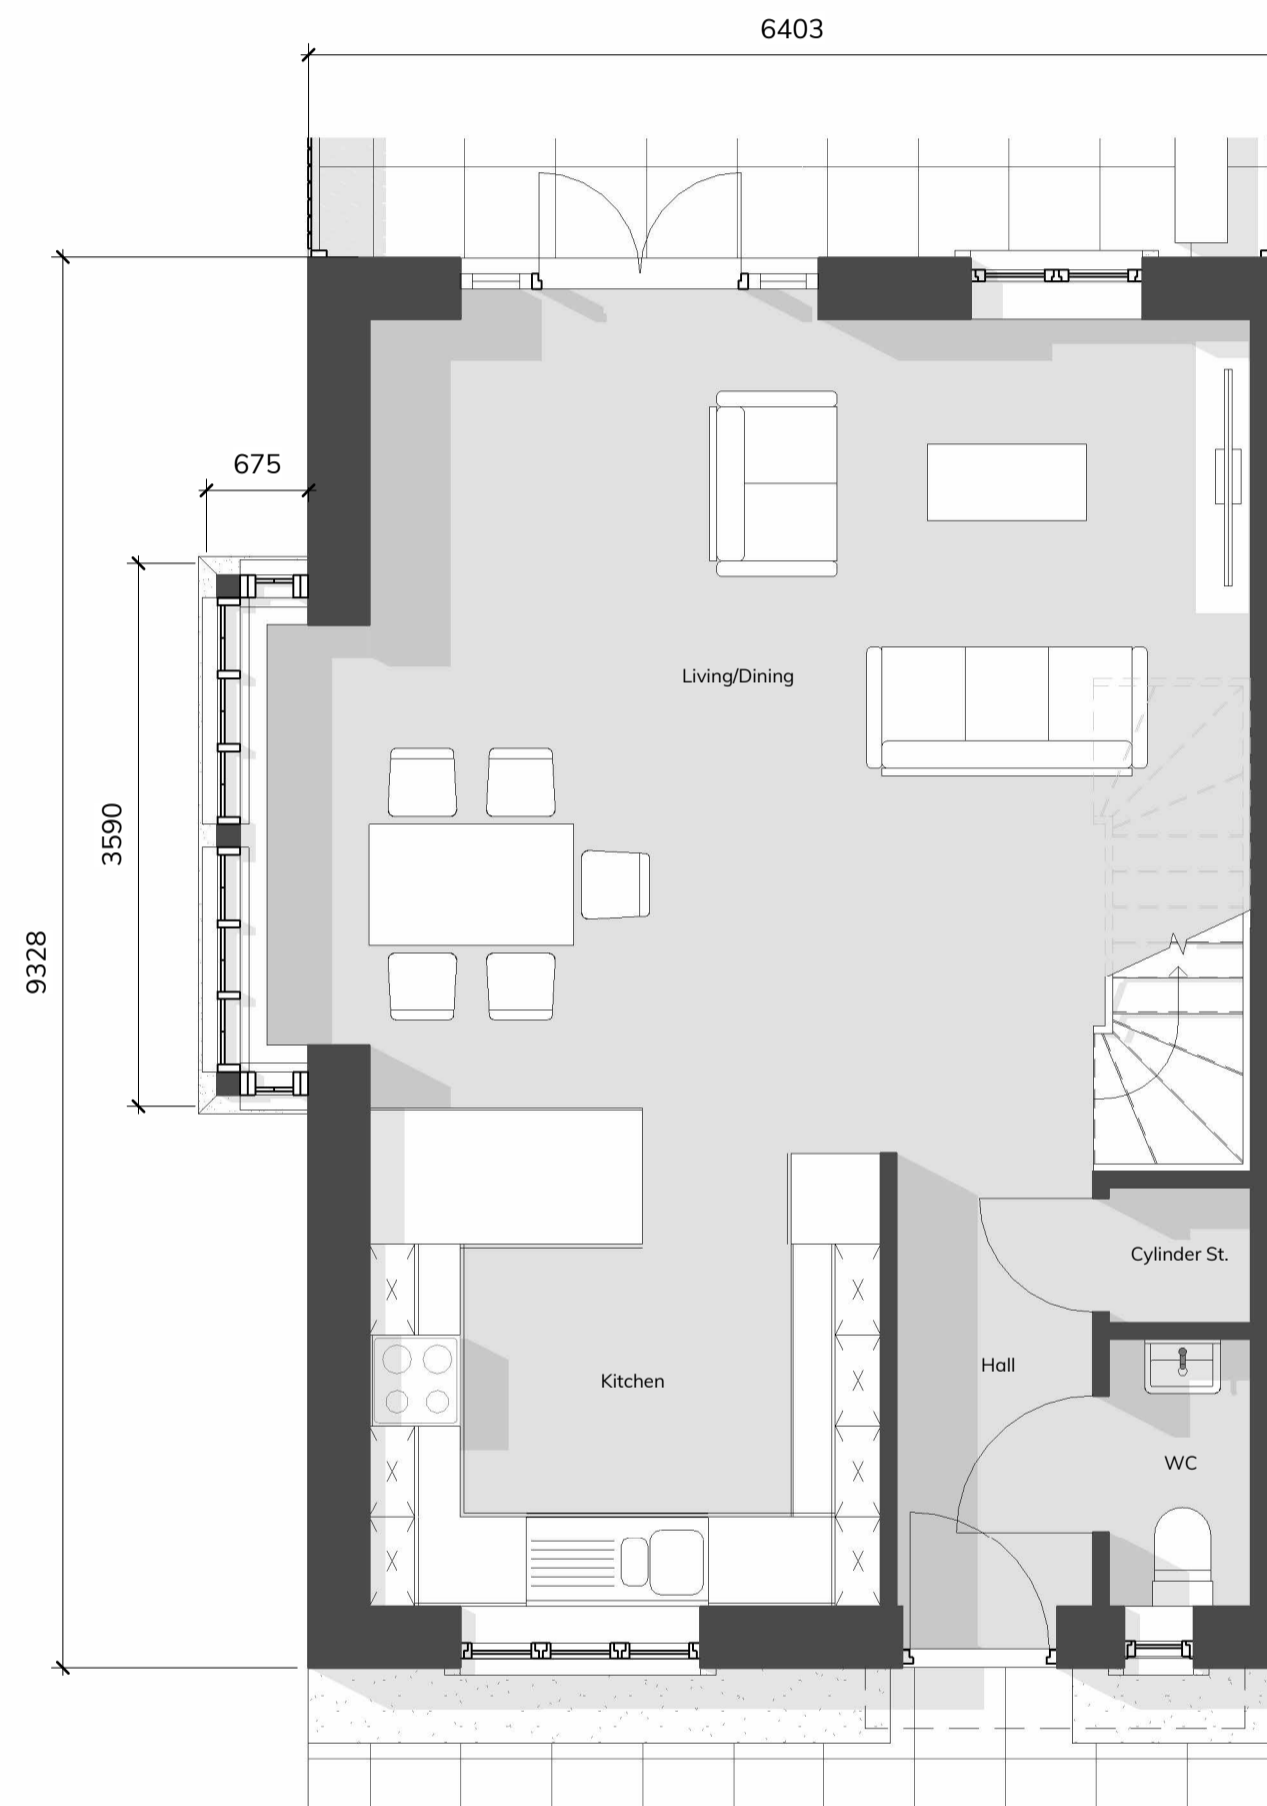 6403
675
Living/Dining
3590
9328
Cylinder St.
Hall
Kitchen
WC